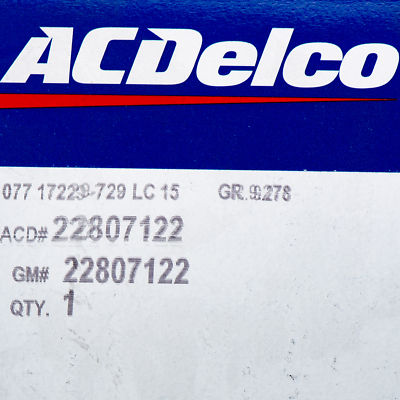 ACDelco
077 17229-729 LC 15 GR.9.278
ACD# 22807122
GM# 22807122
QTY. 1